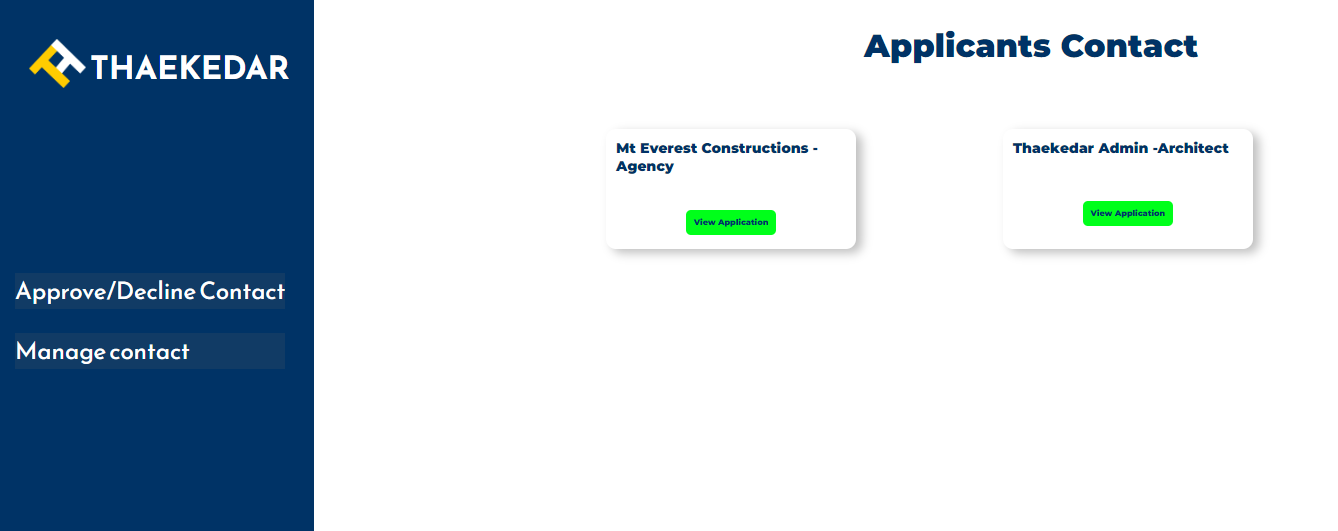 THAEKEDAR
Approve/Decline Contact
Manage contact
Applicants Contact
Mt Everest Constructions -
Agency
View Application
Thaekedar Admin -Architect
View Application